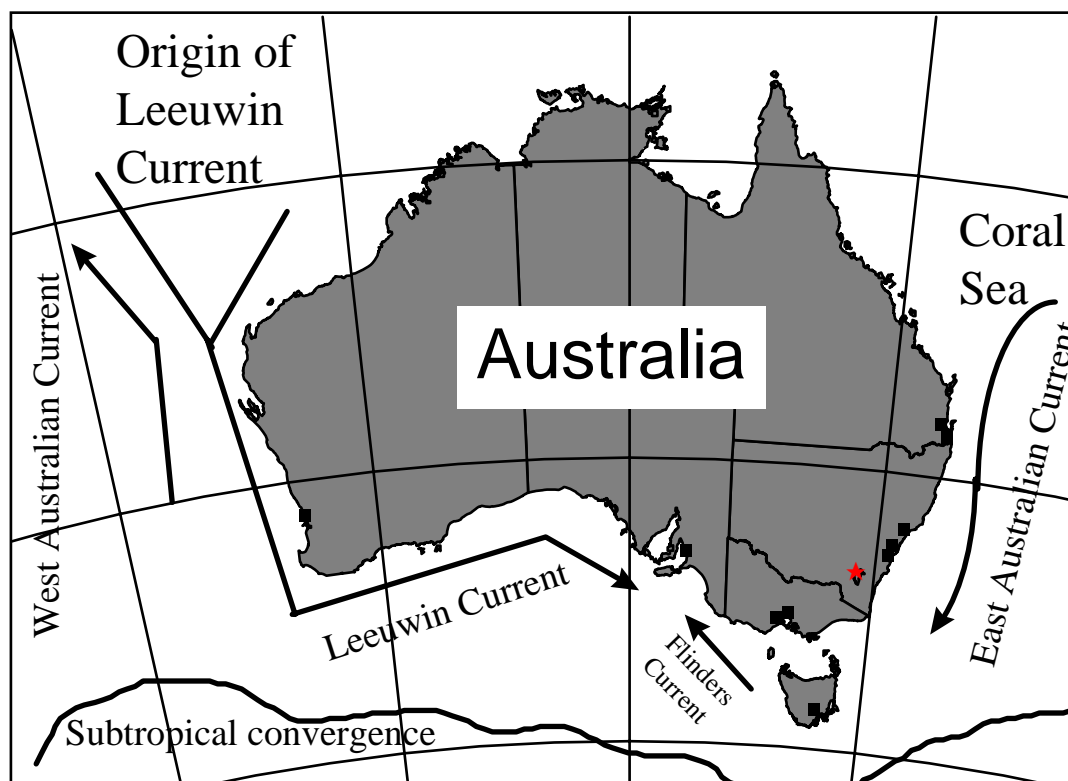 Origin of
Leeuwin
Current
Coral
Sea
Australia
West Australian Current
East Australian Current
Leeuwin Current
Flinders
Current
Subtropical convergence